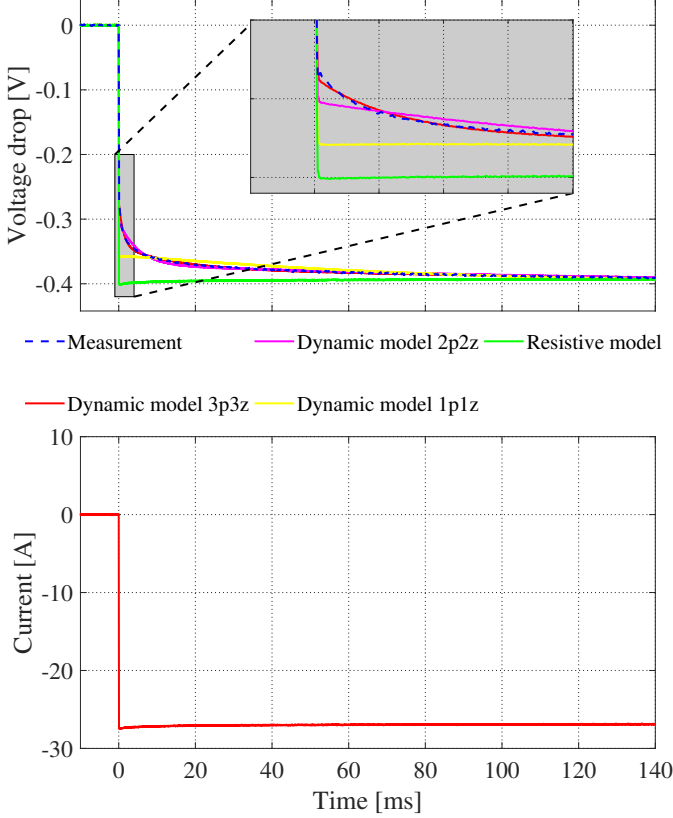 0
-0.1
-0.2
-0.3
-0.4
Voltage drop [V]
Measurement Dynamic model 2p2z Resistive model
Dynamic model 3p3z Dynamic model 1p1z
10
0
-10
-20
-30
Current [A]
0 20 40 60 80 100 120 140
Time [ms]